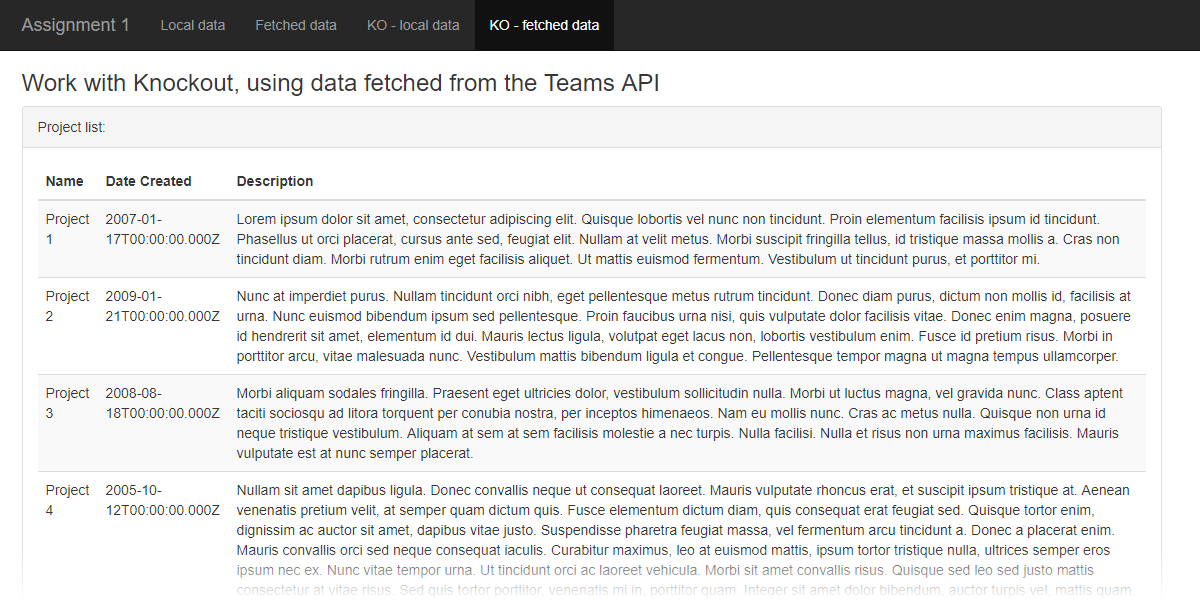 Assignment 1 Local data Fetched data KO - local data KO - fetched data
Work with Knockout, using data fetched from the Teams API
Project list:
Name Date Created Description
Project 1 2007-01-17T00:00:00.000Z Lorem ipsum dolor sit amet, consectetur adipiscing elit. Quisque lobortis vel nunc non tincidunt. Proin elementum facilisis ipsum id tincidunt.
Phasellus ut orci placerat, cursus ante sed, feugiat elit. Nullam at velit metus. Morbi suscipit fringilla tellus, id tristique massa mollis a. Cras non
tincidunt diam. Morbi rutrum enim eget facilisis aliquet. Ut mattis euismod fermentum. Vestibulum ut tincidunt purus, et porttitor mi.
Project 2 2009-01-21T00:00:00.000Z Nunc at imperdiet purus. Nullam tincidunt orci nibh, eget pellentesque metus rutrum tincidunt. Donec diam purus, dictum non mollis id, facilisis at
urna. Nunc euismod bibendum ipsum sed pellentesque. Proin faucibus urna nisi, quis vulputate dolor facilisis vitae. Donec enim magna, posuere
id hendrerit sit amet, elementum id dui. Mauris lectus ligula, volutpat eget lacus non, lobortis vestibulum enim. Fusce id pretium risus. Morbi in
porttitor arcu, vitae malesuada nunc. Vestibulum mattis bibendum ligula et congue. Pellentesque tempor magna ut magna tempus ullamcorper.
Project 3 2008-08-18T00:00:00.000Z Morbi aliquam sodales fringilla. Praesent eget ultricies dolor, vestibulum sollicitudin nulla. Morbi ut luctus magna, vel gravida nunc. Class aptent
taciti sociosqu ad litora torquent per conubia nostra, per inceptos himenaeos. Nam eu mollis nunc. Cras ac metus nulla. Quisque non urna id
neque tristique vestibulum. Aliquam at sem at sem facilisis molestie a nec turpis. Nulla facilisi. Nulla et risus non urna maximus facilisis. Mauris
vulputate est at nunc semper placerat.
Project 4 2005-10-12T00:00:00.000Z Nullam sit amet dapibus ligula. Donec convallis neque ut consequat laoreet. Mauris vulputate rhoncus erat, et suscipit ipsum tristique at. Aenean
venenatis pretium velit, at semper quam dictum quis. Fusce elementum dictum diam, quis consequat erat feugiat sed. Quisque tortor enim,
dignissim ac auctor sit amet, dapibus vitae justo. Suspendisse pharetra feugiat massa, vel fermentum arcu tincidunt a. Donec a placerat enim.
Mauris convallis orci sed neque consequat iaculis. Curabitur maximus, leo at euismod mattis, ipsum tortor tristique nulla, ultrices semper eros
ipsum nec ex. Nunc vitae tempor urna. Ut tincidunt orci ac laoreet vehicula. Morbi sit amet convallis risus. Quisque sed leo sed justo mattis
consectetur at vitae risus. Sed quis tortor porttitor, venenatis mi in, porttitor quam. Integer sit amet dolor bibendum, auctor turpis vel, mattis quam.